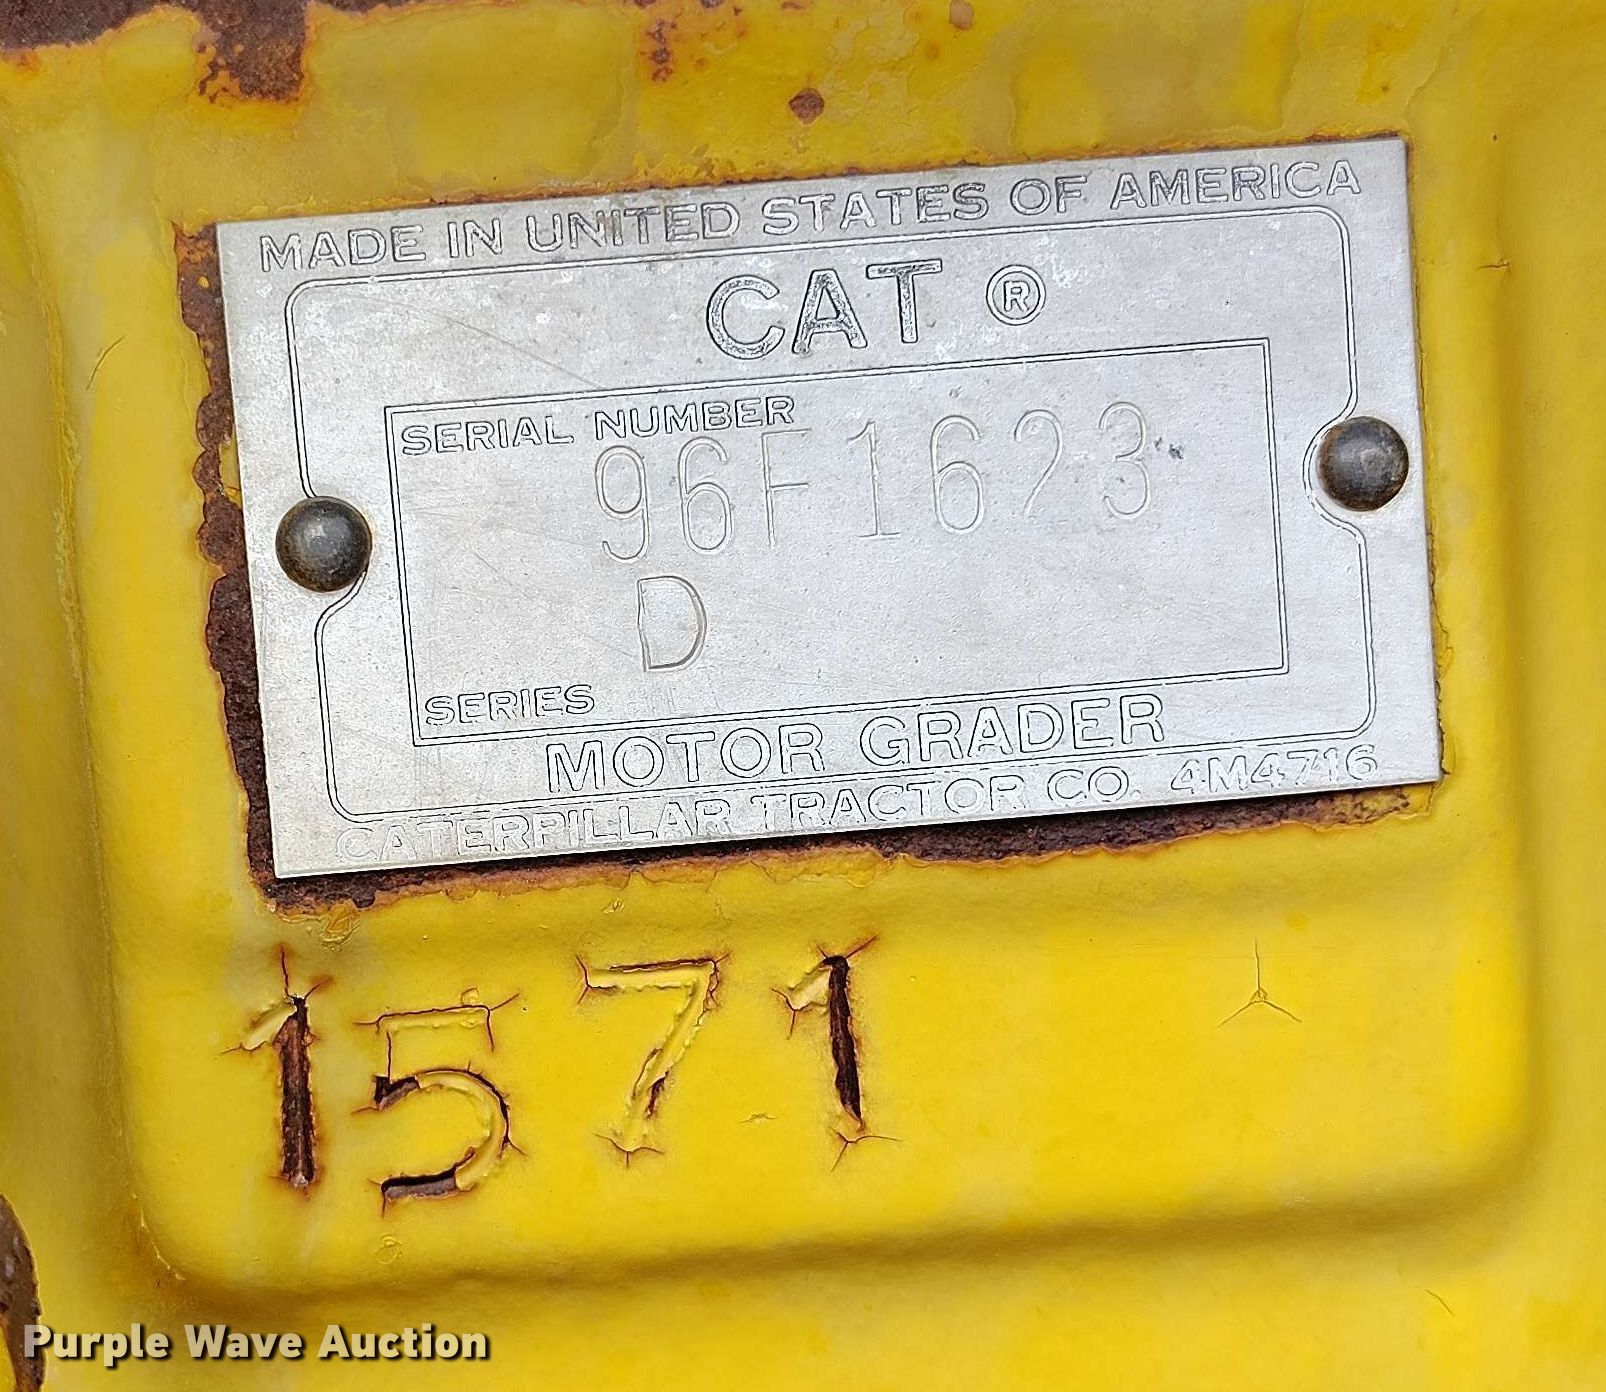 MADE IN UNITED STATES OF AMERICA
CAT ®
SERIAL NUMBER
96F1623
D
SERIES
MOTOR GRADER
CATERPILLAR TRACTOR CO. 4M4716
1571
Purple Wave Auction